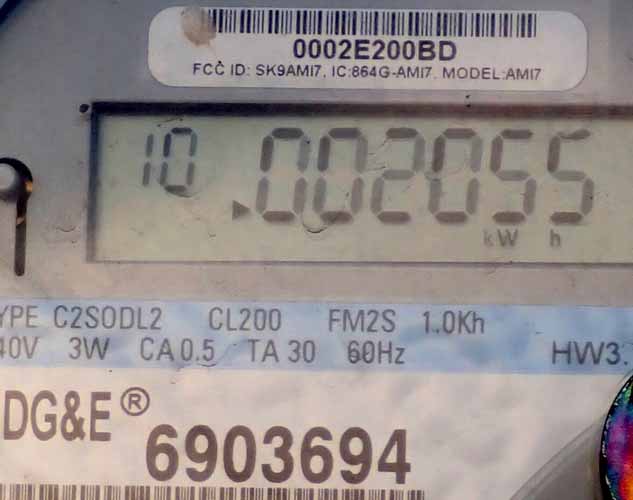 0002E200BD
FCC ID: SK9AMI7, IC:864G-AMI7, MODEL:AMI7
10 002055
kW h
YPE C2SODL2 CL200 FM2S 1.0Kh
40V 3W CA 0.5 TA 30 60Hz HW3.
DG&E®
6903694